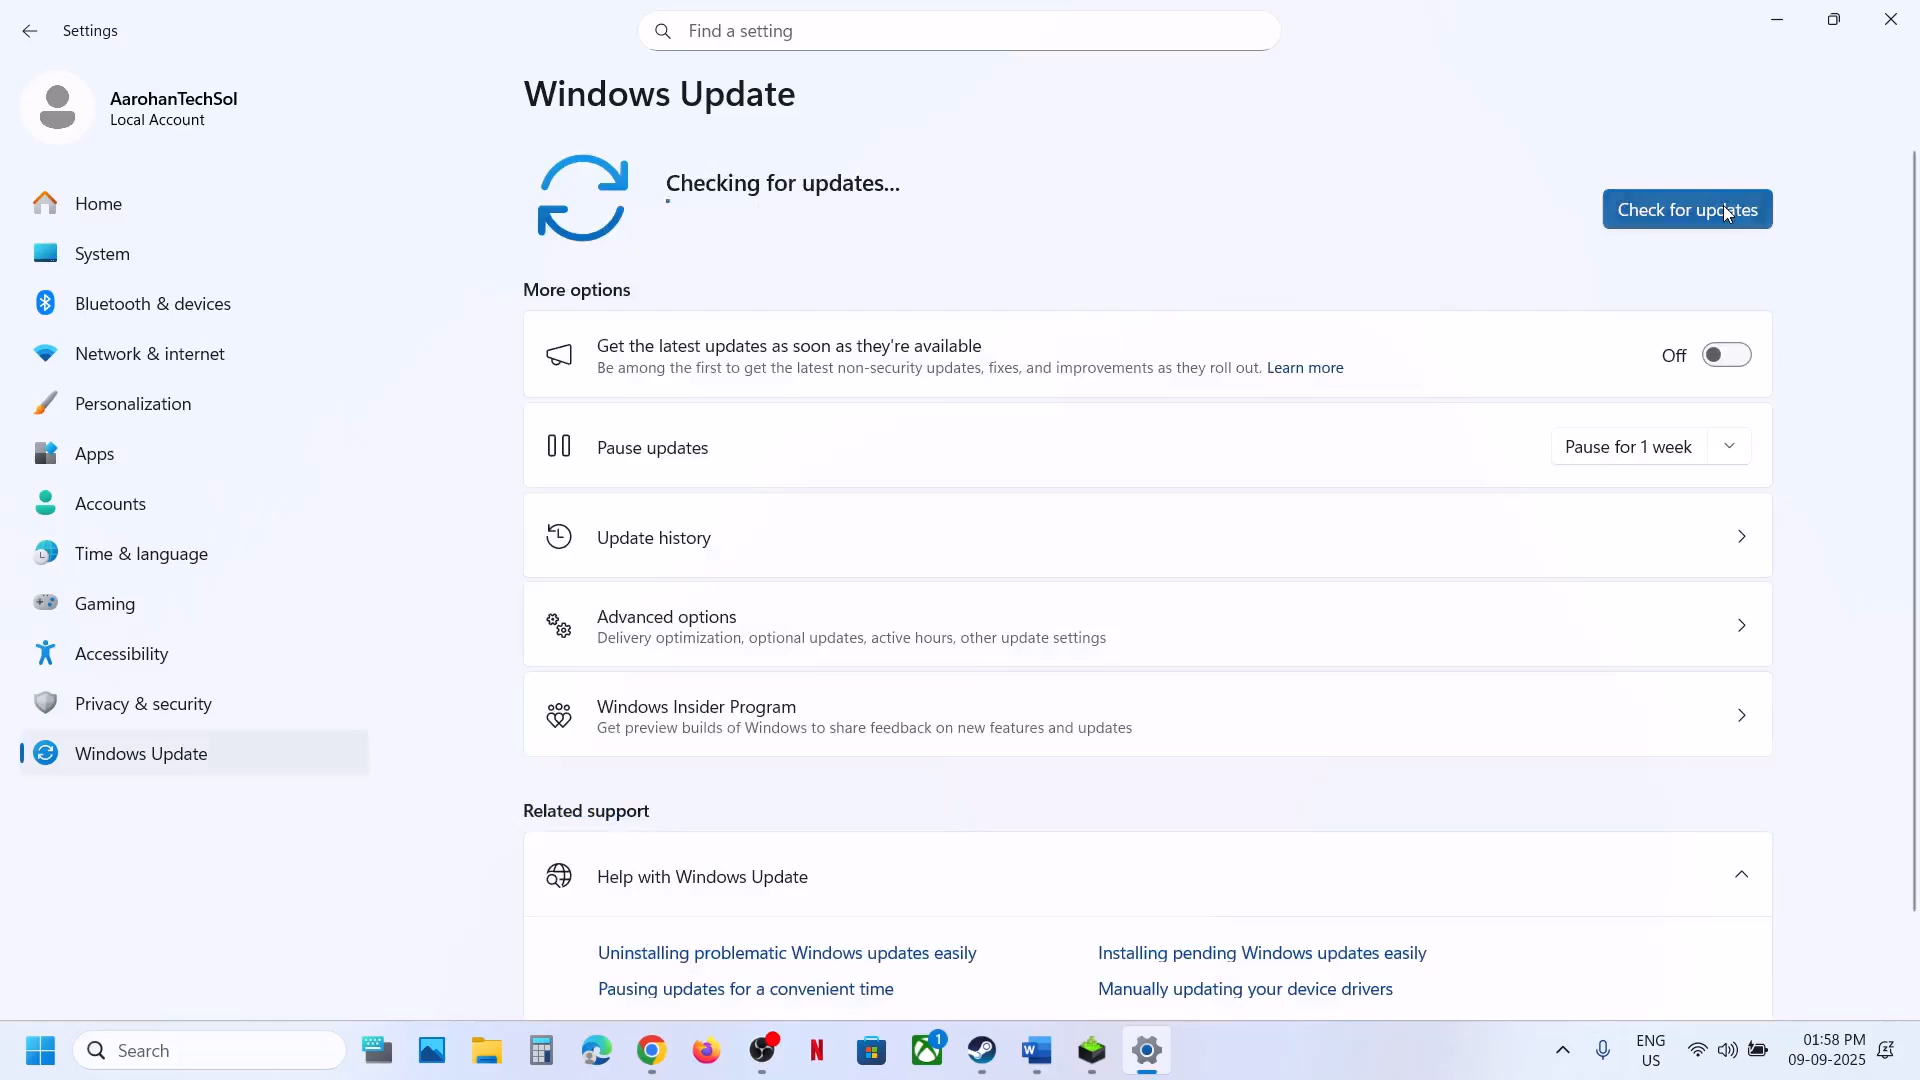 Settings
Find a setting
AarohanTechSol
Local Account
Home
System
Bluetooth & devices
Network & internet
Personalization
Apps
Accounts
Time & language
Gaming
Accessibility
Privacy & security
Windows Update
Windows Update
Checking for updates...
Check for updates
More options
Get the latest updates as soon as they're available
Be among the first to get the latest non-security updates, fixes, and improvements as they roll out. Learn more
Off
Pause updates
Pause for 1 week
Update history
Advanced options
Delivery optimization, optional updates, active hours, other update settings
Windows Insider Program
Get preview builds of Windows to share feedback on new features and updates
Related support
Help with Windows Update
Uninstalling problematic Windows updates easily
Installing pending Windows updates easily
Pausing updates for a convenient time
Manually updating your device drivers
Search
N
1
W
ENG
US
01:58 PM
09-09-2025